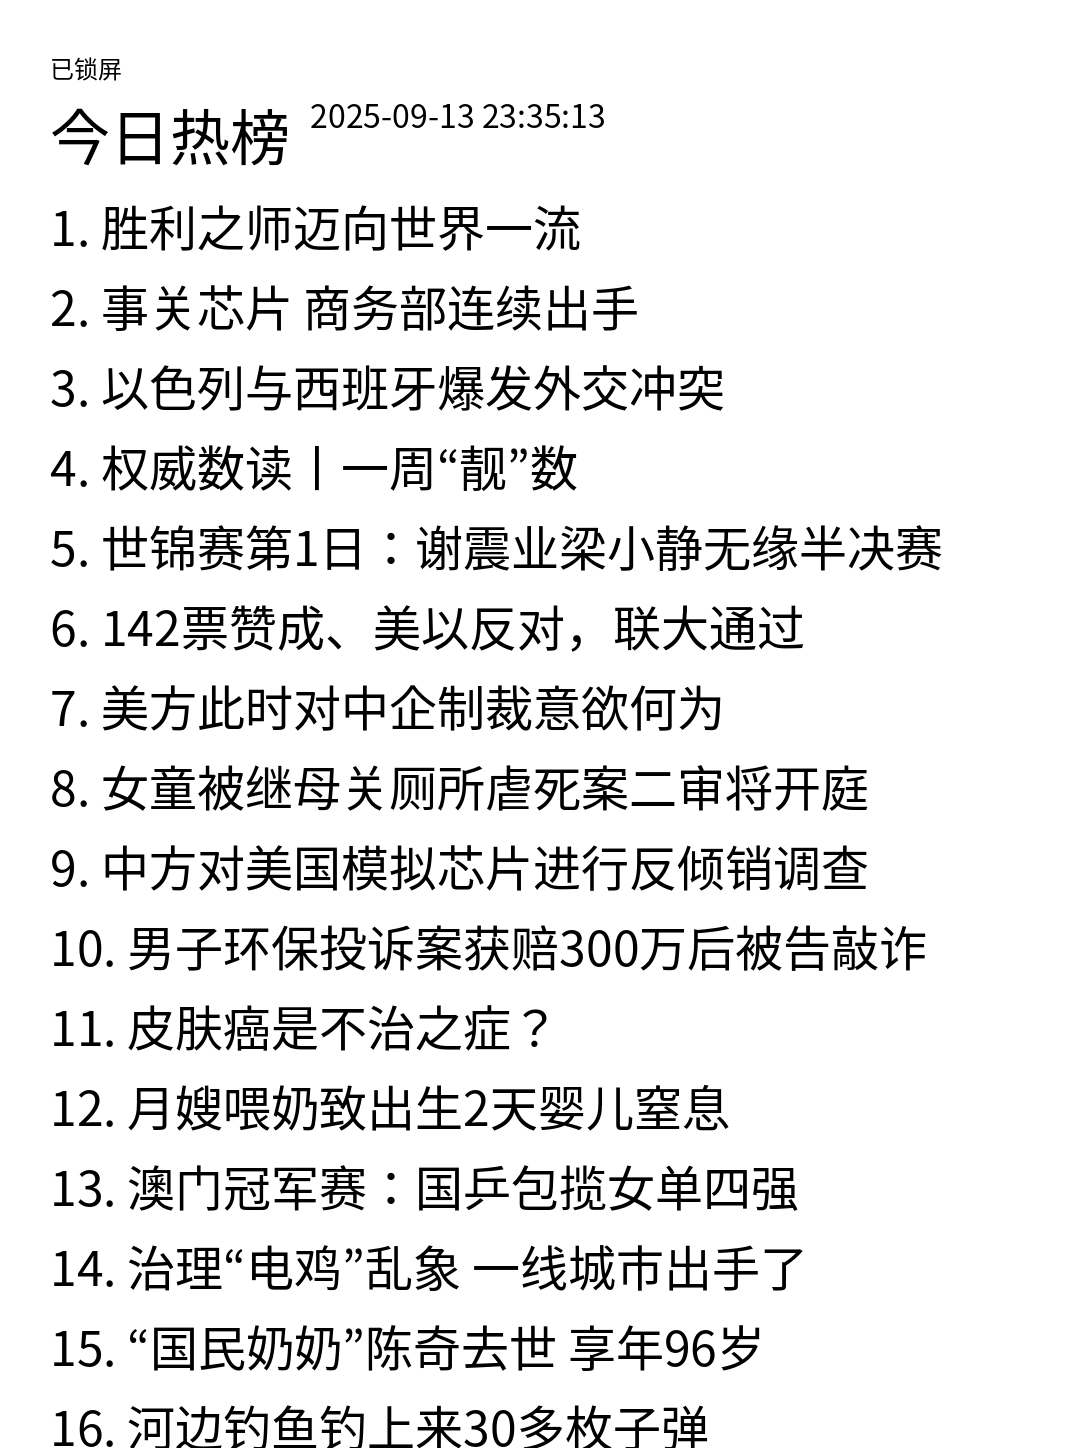 已锁屏
今日热榜 2025-09-13 23:35:13
1. 胜利之师迈向世界一流
2. 事关芯片 商务部连续出手
3. 以色列与西班牙爆发外交冲突
4. 权威数读丨一周“靓”数
5. 世锦赛第1日：谢震业梁小静无缘半决赛
6. 142票赞成、美以反对，联大通过
7. 美方此时对中企制裁意欲何为
8. 女童被继母关厕所虐死案二审将开庭
9. 中方对美国模拟芯片进行反倾销调查
10. 男子环保投诉案获赔300万后被告敲诈
11. 皮肤癌是不治之症？
12. 月嫂喂奶致出生2天婴儿窒息
13. 澳门冠军赛：国乒包揽女单四强
14. 治理“电鸡”乱象 一线城市出手了
15. “国民奶奶”陈奇去世 享年96岁
16. 河边钓鱼钓上来30多枚子弹